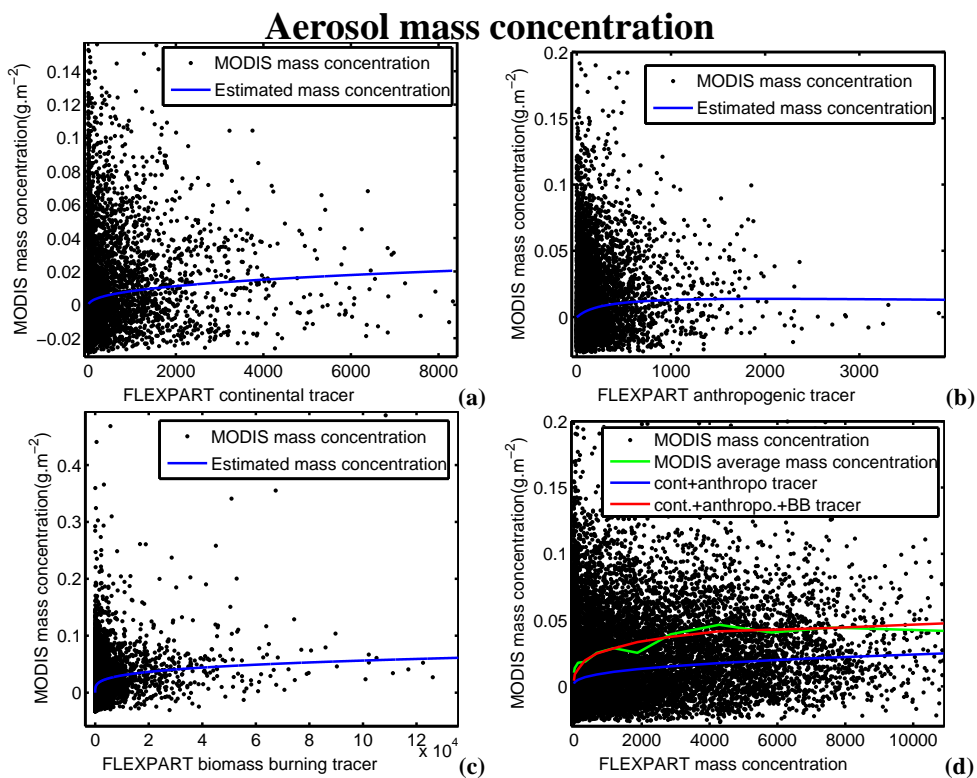 Aerosol mass concentration
MODIS mass concentration
Estimated mass concentration
MODIS mass concentration(g.m−2)
0.14
0.12
0.1
0.08
0.06
0.04
0.02
0
−0.02
0 2000 4000 6000 8000
FLEXPART continental tracer
(a)
MODIS mass concentration
Estimated mass concentration
MODIS mass concentration(g.m−2)
0.2
0.15
0.1
0.05
0
0 1000 2000 3000
FLEXPART anthropogenic tracer
(b)
MODIS mass concentration
Estimated mass concentration
MODIS mass concentration(g.m−2)
0.4
0.3
0.2
0.1
0
0 2 4 6 8 10 12
x 10 4
FLEXPART biomass burning tracer
(c)
MODIS mass concentration
MODIS average mass concentration
cont+anthropo tracer
cont.+anthropo.+BB tracer
MODIS mass concentration(g.m−2)
0.2
0.15
0.1
0.05
0
0 2000 4000 6000 8000 10000
FLEXPART mass concentration
(d)